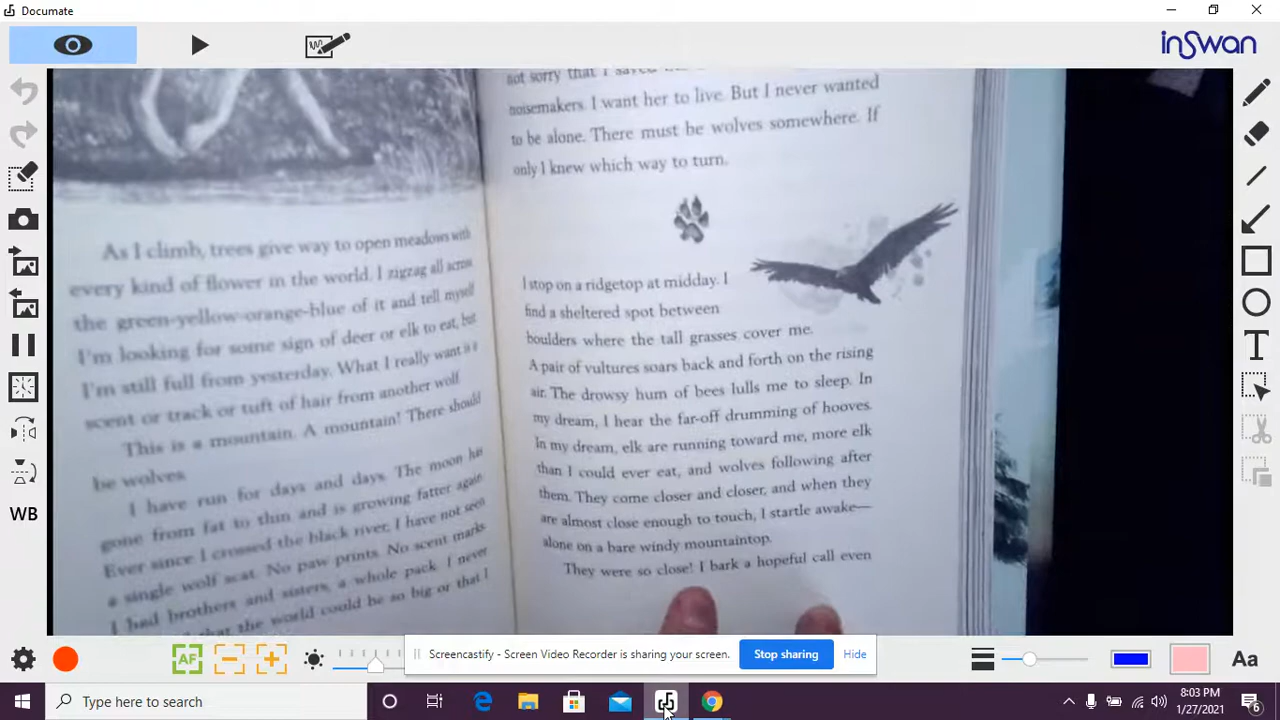 Documate
inSwan
As I climb, trees give way to open meadows with
every kind of flower in the world. I zigzag all across
the green-yellow-orange-blue of it and tell myself
I'm looking for some sign of deer or elk to eat, but
I'm still full from yesterday. What I really want is a
scent or track or tuft of hair from another wolf
This is a mountain. A mountain! There should
be wolves
I have run for days and days. The moon has
gone from fat to thin and is growing fatter again
Ever since I crossed the black river, I have not seen
a single wolf scat. No paw prints. No scent marks
I had brothers and sisters, a whole pack. I never
that the world could be so big or that I
not sorry that I saved
noisemakers. I want her to live. But I never wanted
to be alone. There must be wolves somewhere. If
only I knew which way to turn.
I stop on a ridgetop at midday. I
find a sheltered spot between
boulders where the tall grasses cover me.
A pair of vultures soars back and forth on the rising
air. The drowsy hum of bees lulls me to sleep. In
my dream, I hear the far-off drumming of hooves.
In my dream, elk are running toward me, more elk
than I could ever eat, and wolves following after
them. They come closer and closer, and when they
are almost close enough to touch, I startle awake—
alone on a bare windy mountaintop.
They were so close! I bark a hopeful call even
T
WB
AF
Screencastify - Screen Video Recorder is sharing your screen.
Stop sharing
Hide
Aa
Type here to search
8:03 PM
1/27/2021
6